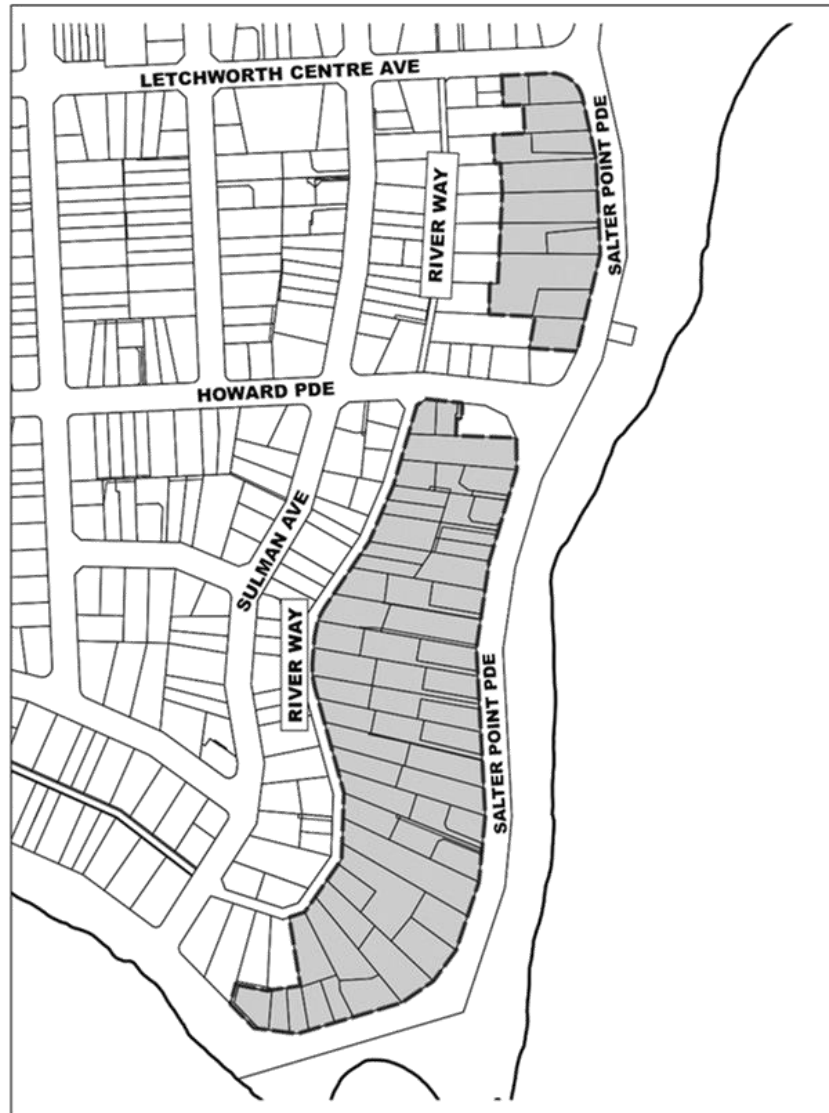 LETCHWORTH CENTRE AVE
SALTER POINT PDE
RIVER WAY
HOWARD PDE
SULMAN AVE
RIVER WAY
SALTER POINT PDE